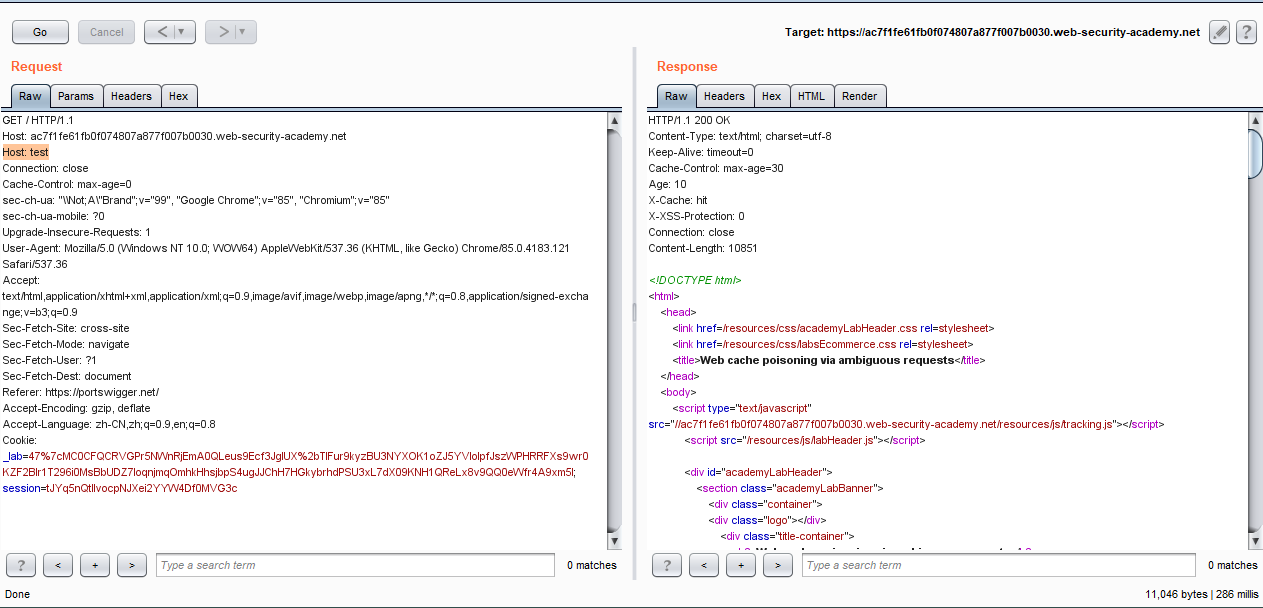 Go
Cancel
<
>
Target: https://ac7f1fe61fb0f074807a877f007b0030.web-security-academy.net
?
Request
Raw
Params
Headers
Hex
GET / HTTP/1.1
Host: ac7f1fe61fb0f074807a877f007b0030.web-security-academy.net
Host: test
Connection: close
Cache-Control: max-age=0
sec-ch-ua: "\\Not;A\"Brand";v="99", "Google Chrome";v="85", "Chromium";v="85"
sec-ch-ua-mobile: ?0
Upgrade-Insecure-Requests: 1
User-Agent: Mozilla/5.0 (Windows NT 10.0; WOW64) AppleWebKit/537.36 (KHTML, like Gecko) Chrome/85.0.4183.121
Safari/537.36
Accept:
text/html,application/xhtml+xml,application/xml;q=0.9,image/avif,image/webp,image/apng,*/*;q=0.8,application/signed-excha
nge;v=b3;q=0.9
Sec-Fetch-Site: cross-site
Sec-Fetch-Mode: navigate
Sec-Fetch-User: ?1
Sec-Fetch-Dest: document
Referer: https://portswigger.net/
Accept-Encoding: gzip, deflate
Accept-Language: zh-CN,zh;q=0.9,en;q=0.8
Cookie:
?
<
+
>
Type a search term
0 matches
Done
Response
Raw
Headers
Hex
HTML
Render
HTTP/1.1 200 OK
Content-Type: text/html; charset=utf-8
Keep-Alive: timeout=0
Cache-Control: max-age=30
Age: 10
X-Cache: hit
X-XSS-Protection: 0
Connection: close
Content-Length: 10851
<!DOCTYPE html>
<html>
<head>
<link href=/resources/css/academyLabHeader.css rel=stylesheet>
<link href=/resources/css/labsEcommerce.css rel=stylesheet>
<title>Web cache poisoning via ambiguous requests</title>
</head>
<body>
<script type="text/javascript"
src="//ac7f1fe61fb0f074807a877f007b0030.web-security-academy.net/resources/js/tracking.js"></script>
<script src="/resources/js/labHeader.js"></script>
<div id="academyLabHeader">
<section class="academyLabBanner">
<div class="container">
<div class="logo"></div>
<div class="title-container">
?
<
+
>
Type a search term
0 matches
11,046 bytes | 286 millis